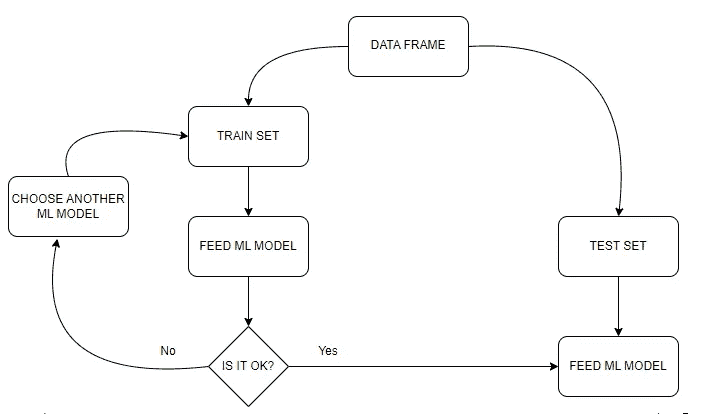 DATA FRAME
TRAIN SET
CHOOSE ANOTHER
ML MODEL
FEED ML MODEL
TEST SET
No
Yes
IS IT OK?
FEED ML MODEL